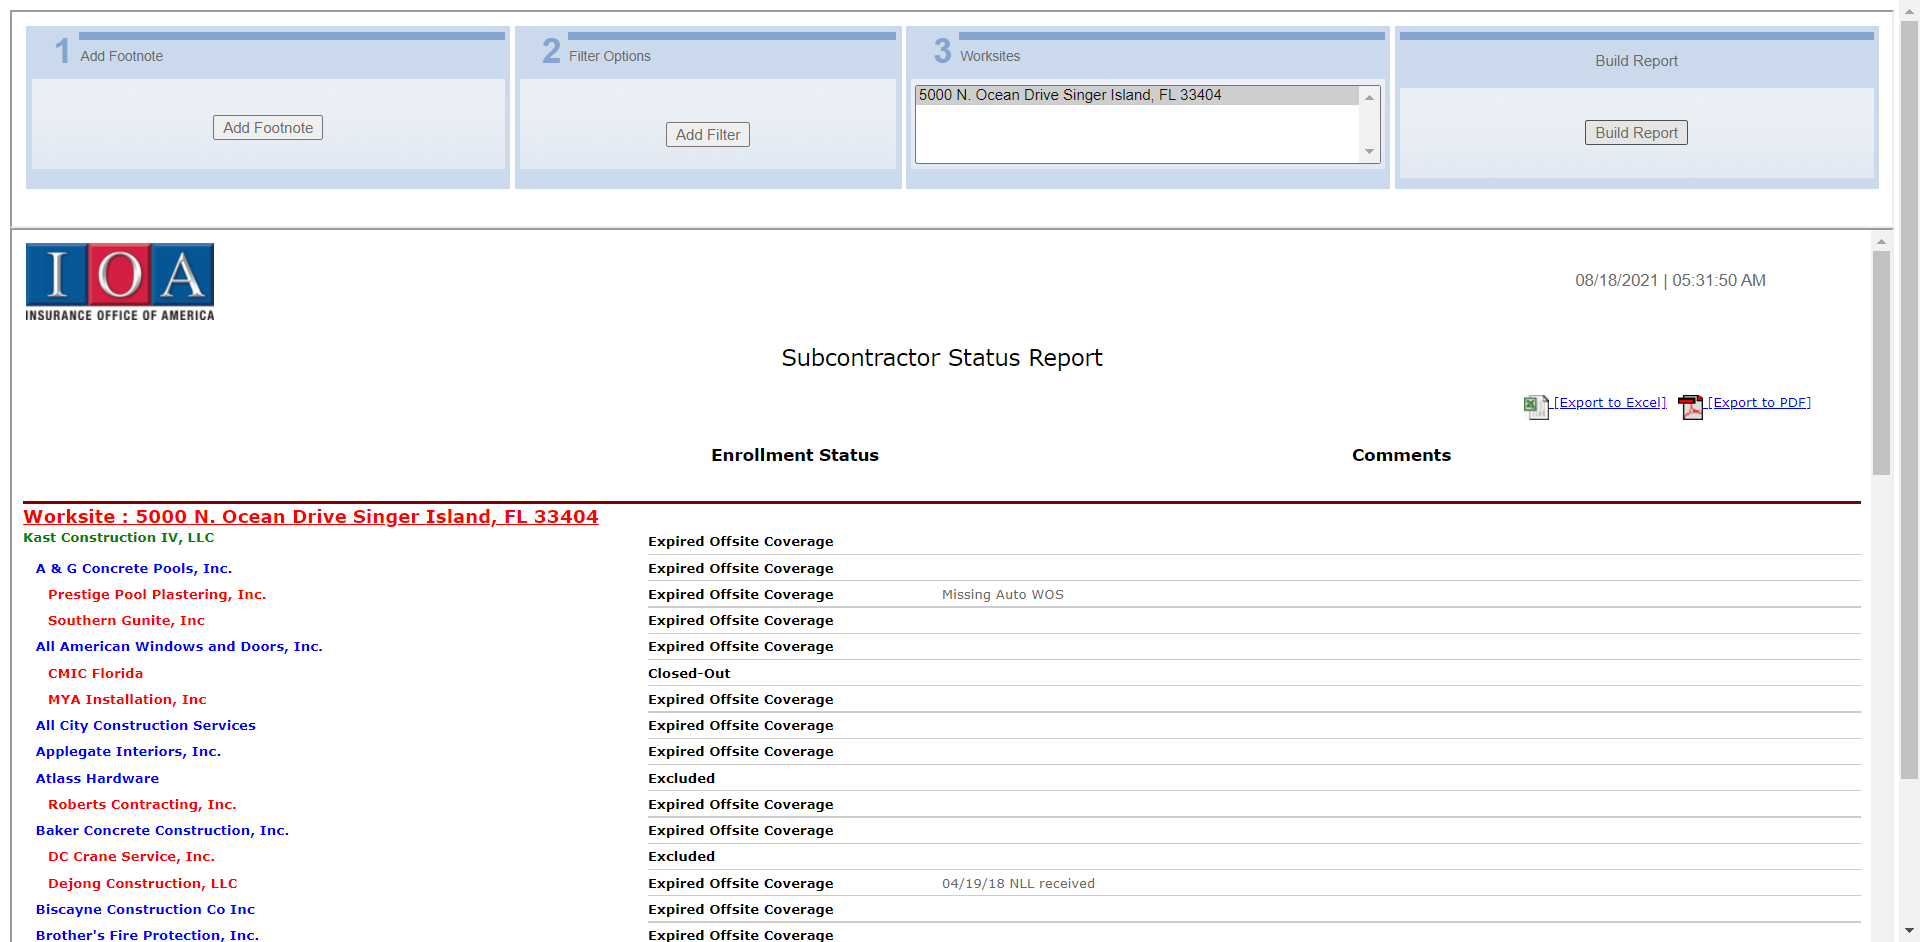 1 Add Footnote
Add Footnote
2 Filter Options
Add Filter
3 Worksites
5000 N. Ocean Drive Singer Island, FL 33404
Build Report
Build Report
I O A
INSURANCE OFFICE OF AMERICA
08/18/2021 | 05:31:50 AM
Subcontractor Status Report
[Export to Excel] [Export to PDF]
Enrollment Status Comments
Worksite : 5000 N. Ocean Drive Singer Island, FL 33404
Kast Construction IV, LLC Expired Offsite Coverage
A & G Concrete Pools, Inc. Expired Offsite Coverage
Prestige Pool Plastering, Inc. Expired Offsite Coverage Missing Auto WOS
Southern Gunite, Inc Expired Offsite Coverage
All American Windows and Doors, Inc. Expired Offsite Coverage
CMIC Florida Closed-Out
MYA Installation, Inc Expired Offsite Coverage
All City Construction Services Expired Offsite Coverage
Applegate Interiors, Inc. Expired Offsite Coverage
Atlass Hardware Excluded
Roberts Contracting, Inc. Expired Offsite Coverage
Baker Concrete Construction, Inc. Expired Offsite Coverage
DC Crane Service, Inc. Excluded
Dejong Construction, LLC Expired Offsite Coverage 04/19/18 NLL received
Biscayne Construction Co Inc Expired Offsite Coverage
Brother's Fire Protection, Inc. Expired Offsite Coverage